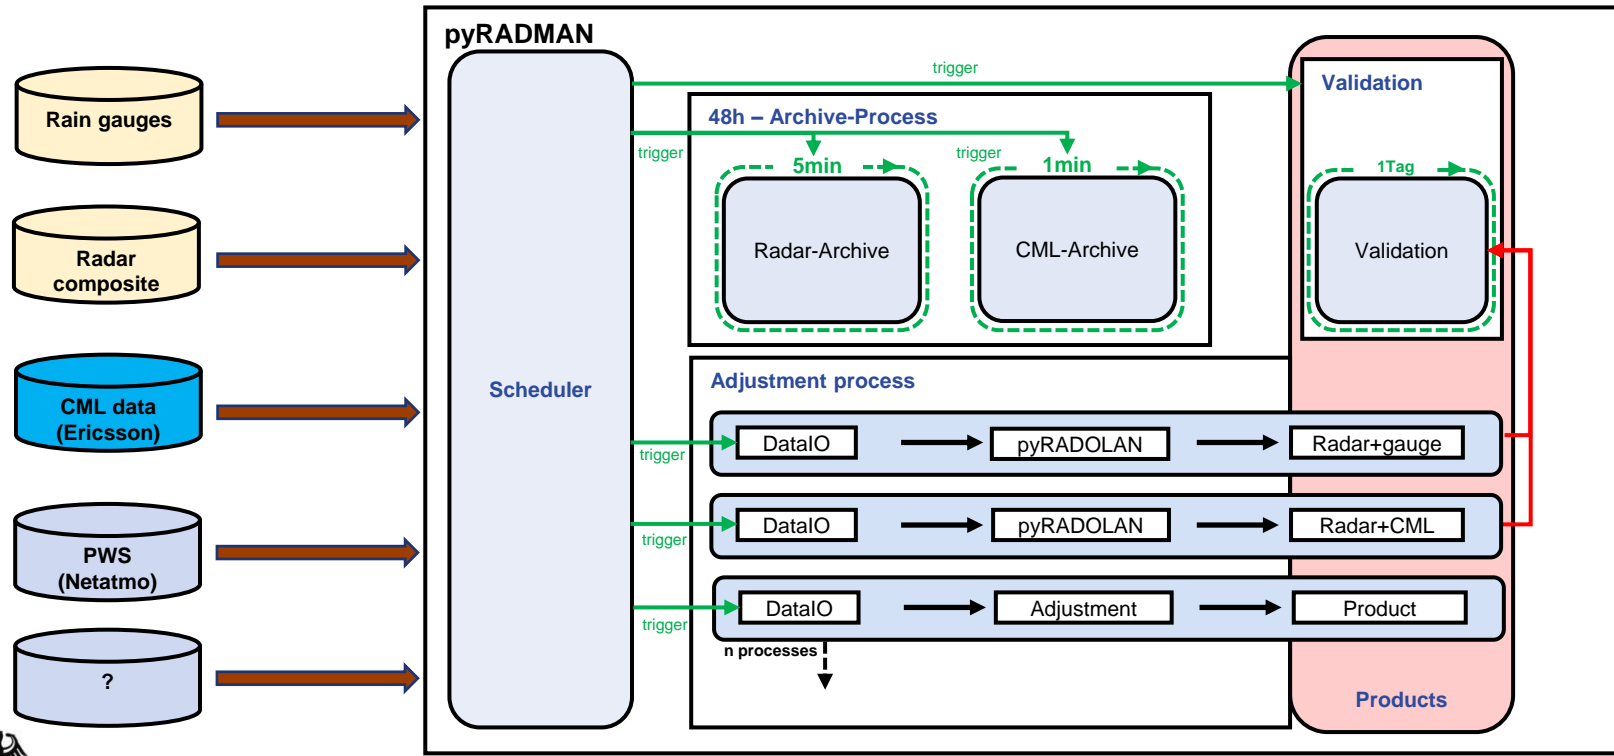 pyRADMAN
Rain gauges
Radar
composite
CML data
(Ericsson)
PWS
(Netatmo)
?
Scheduler
trigger
Validation
48h – Archive-Process
trigger
trigger
5min
1min
1Tag
Radar-Archive
CML-Archive
Validation
Adjustment process
trigger
DataIO
pyRADOLAN
Radar+gauge
trigger
DataIO
pyRADOLAN
Radar+CML
trigger
DataIO
Adjustment
Product
n processes
Products